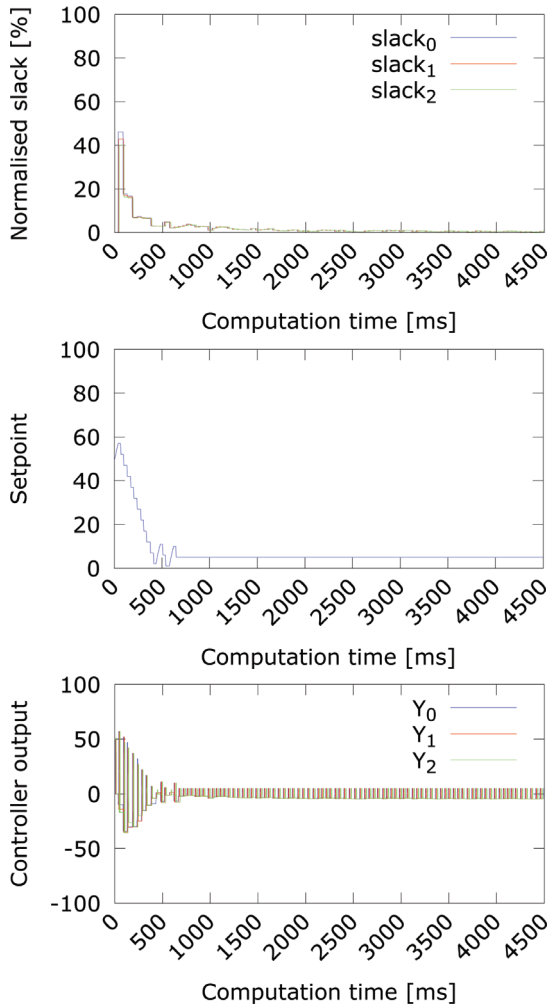 Normalised slack [%]
100
80
60
40
20
0
slack0
slack1
slack2
0 500 1000 1500 2000 2500 3000 3500 4000 4500
Computation time [ms]
Setpoint
100
80
60
40
20
0
0 500 1000 1500 2000 2500 3000 3500 4000 4500
Computation time [ms]
Controller output
100
50
0
-50
-100
Y0
Y1
Y2
0 500 1000 1500 2000 2500 3000 3500 4000 4500
Computation time [ms]